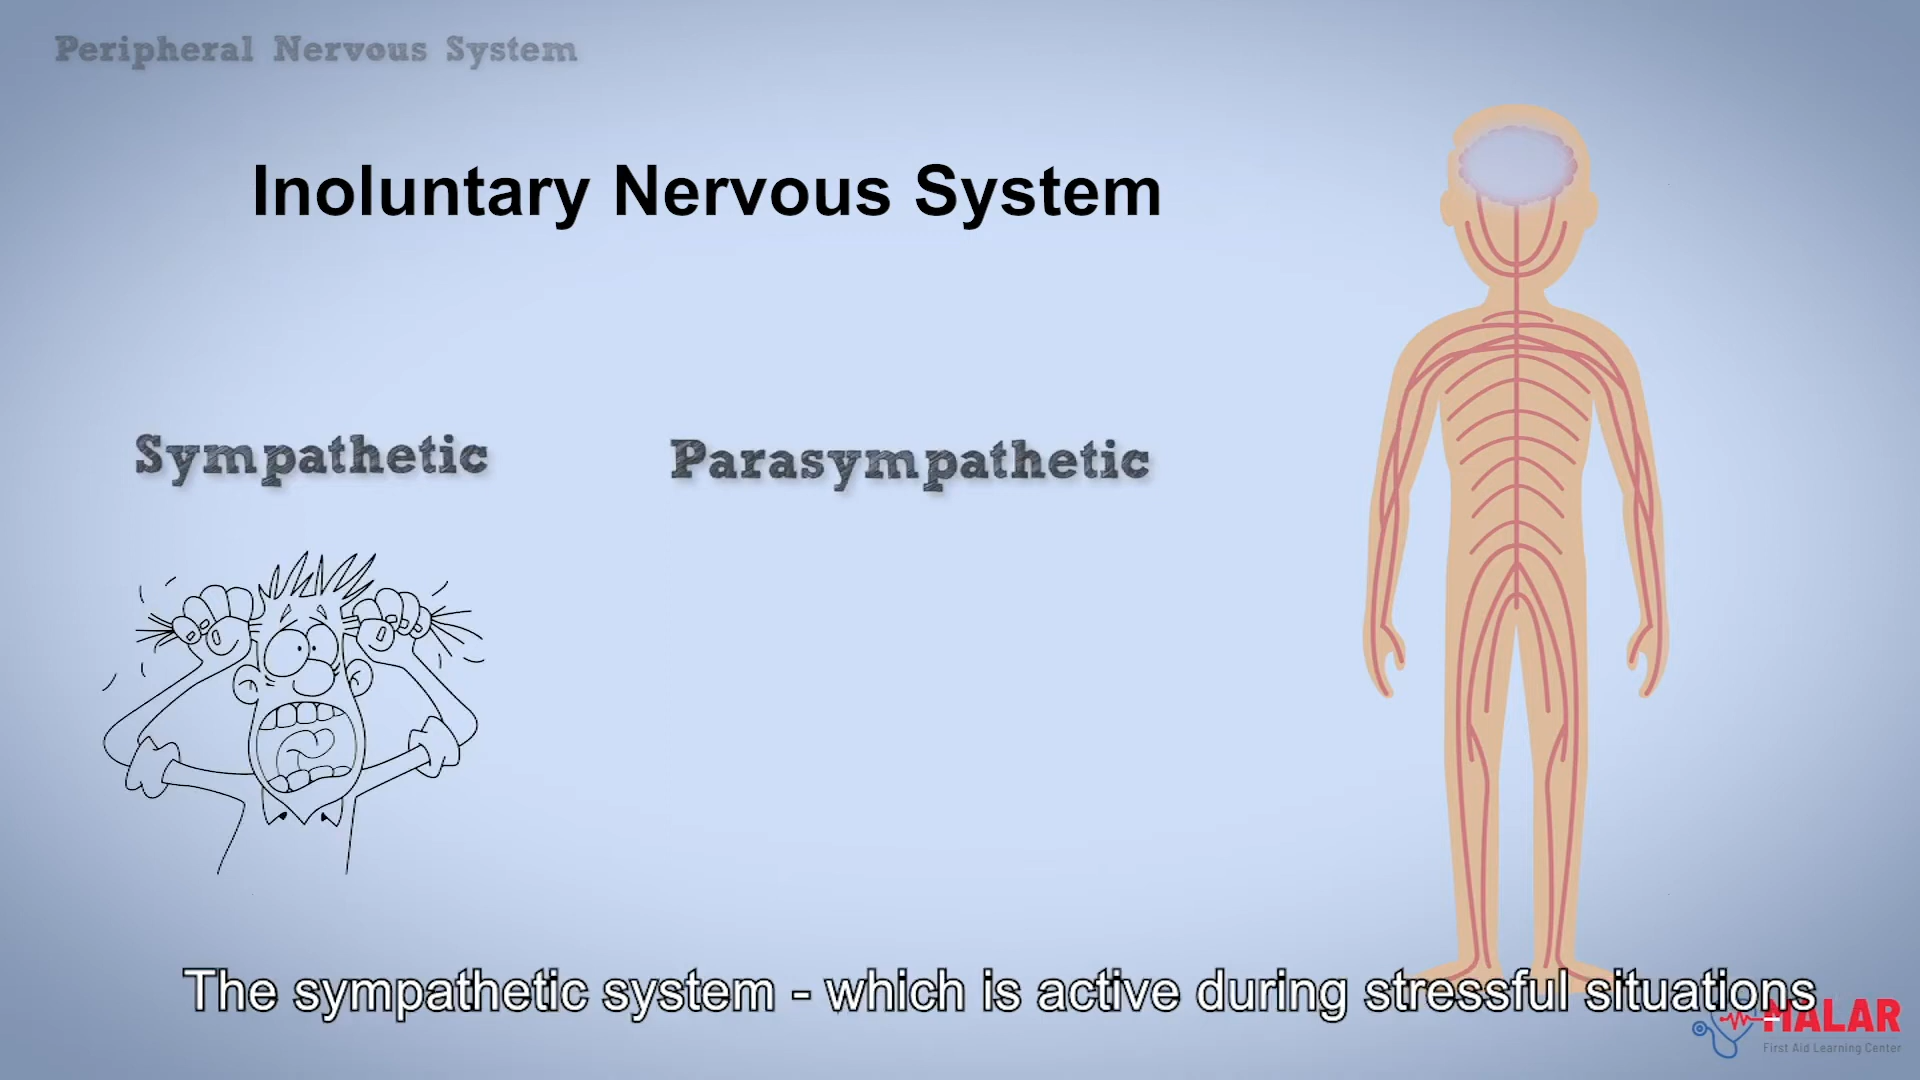 Peripheral Nervous System
Inoluntary Nervous System
Sympathetic
Parasympathetic
The sympathetic system - which is active during stressful situations
MALAR
First Aid Learning Center